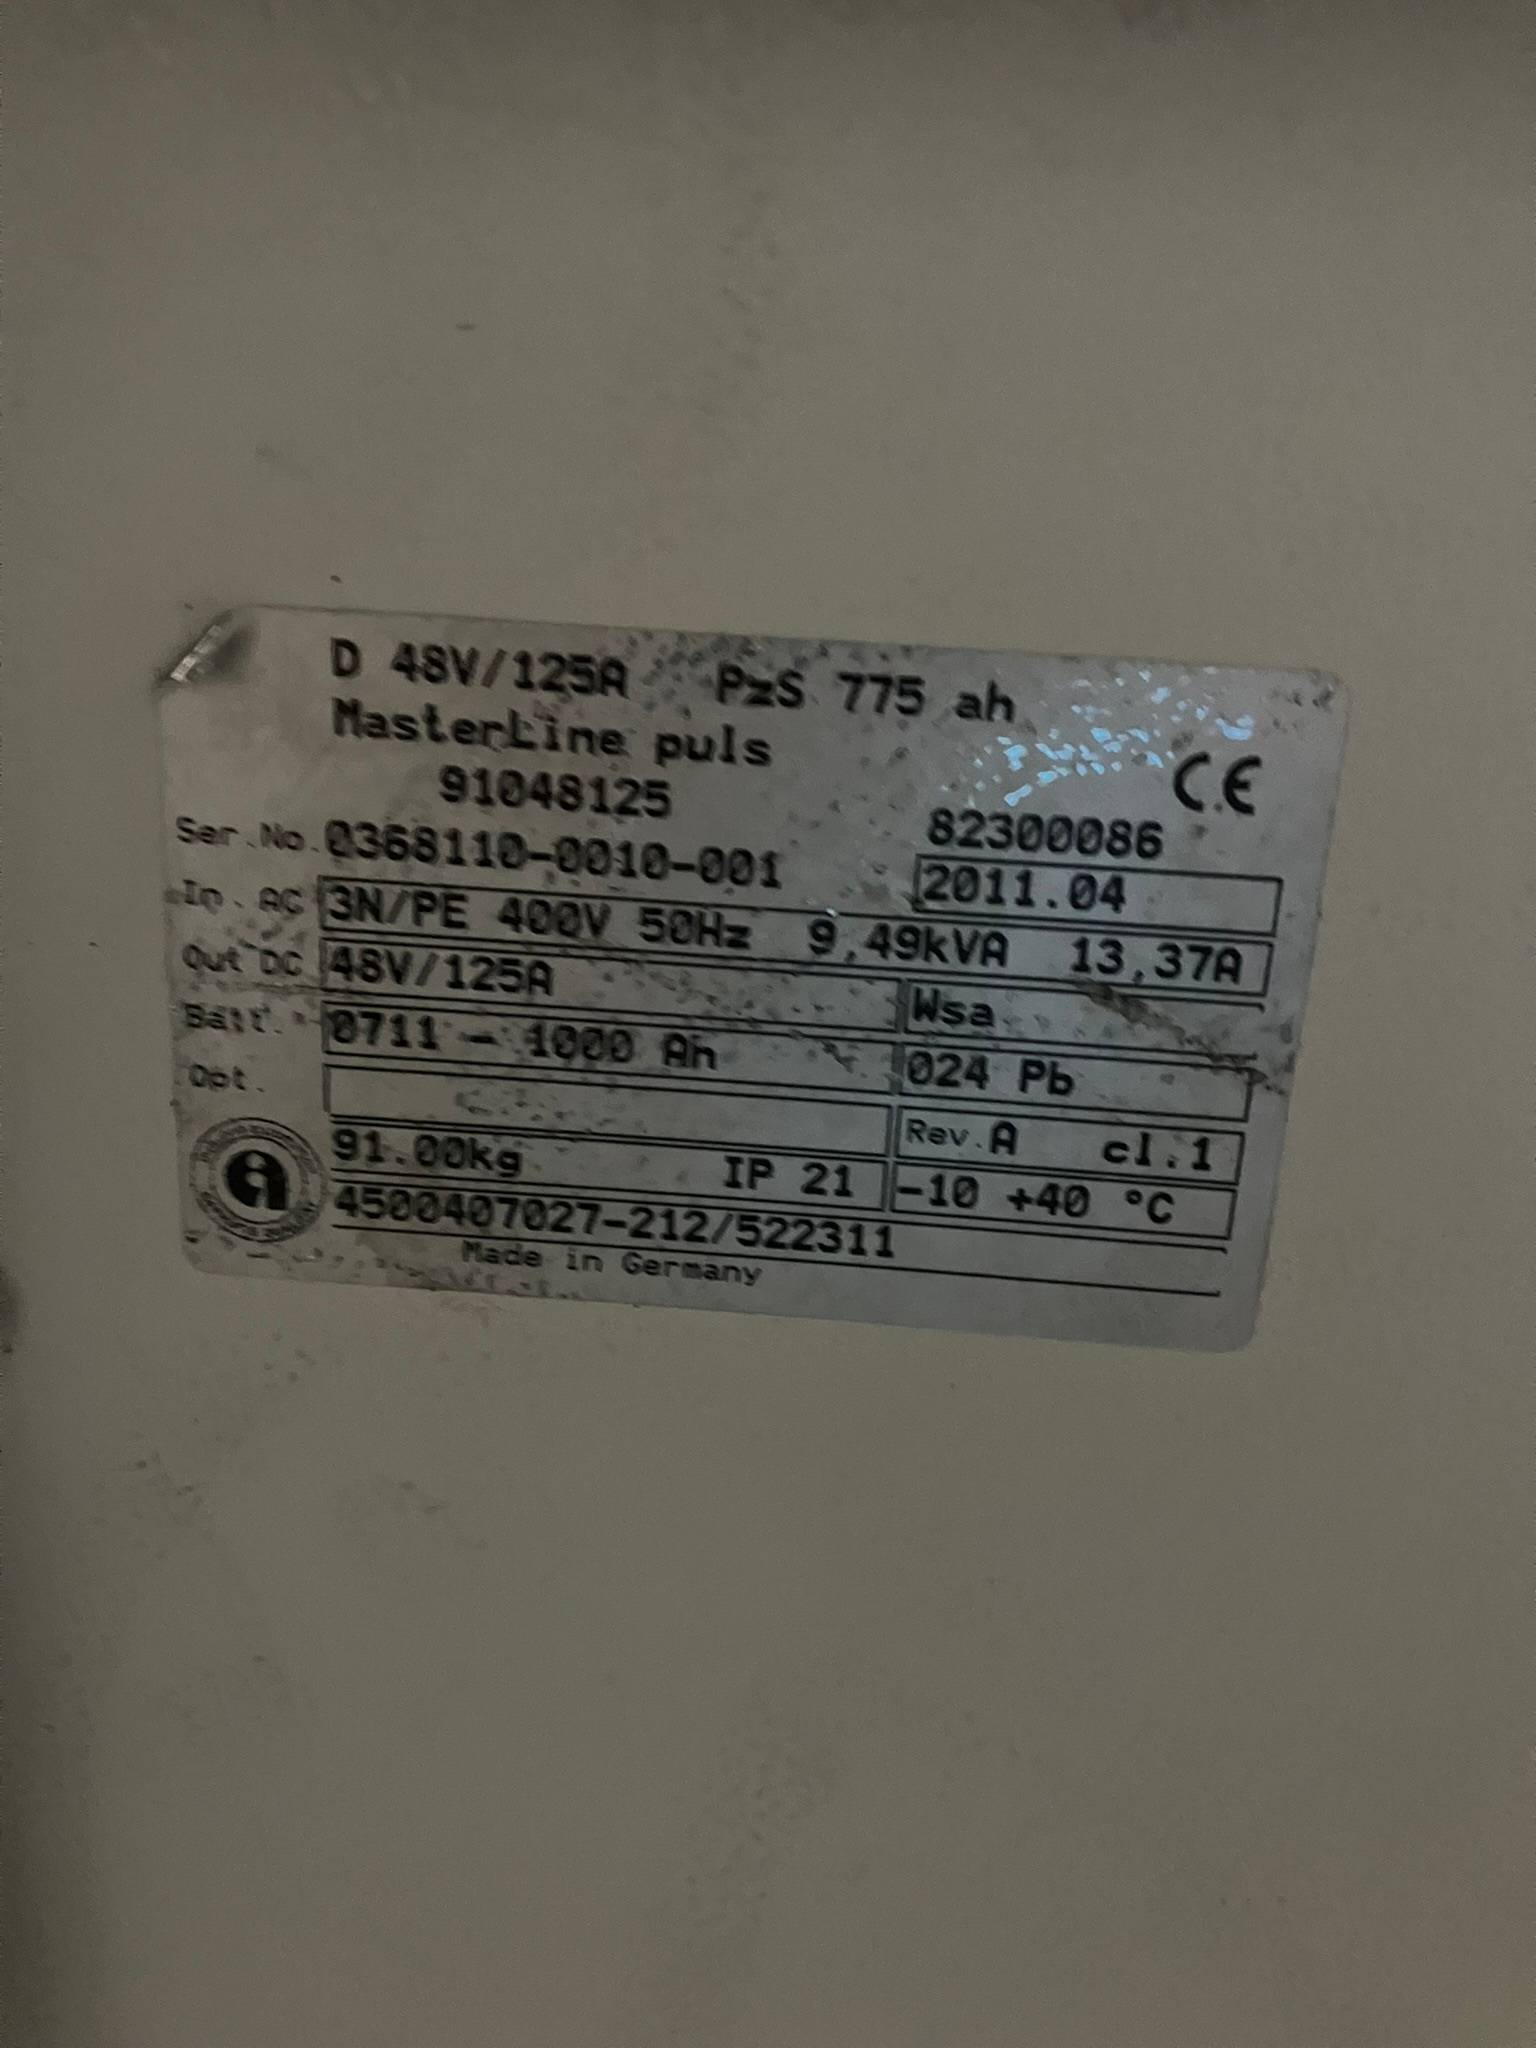 D 48V/125A PzS 775 ah
MasterLine puls
91048125
CE
82300086
Ser.No. 0368110-0010-001
2011.04
In. AC 3N/PE 400V 50Hz 9,49kVA 13,37A
Out DC 48V/125A Wsa
Batt. 0711 - 1000 Ah 024 Pb
Opt. Rev.A cl.1
91.00kg IP 21 -10 +40 °C
4500407027-212/522311
Made in Germany